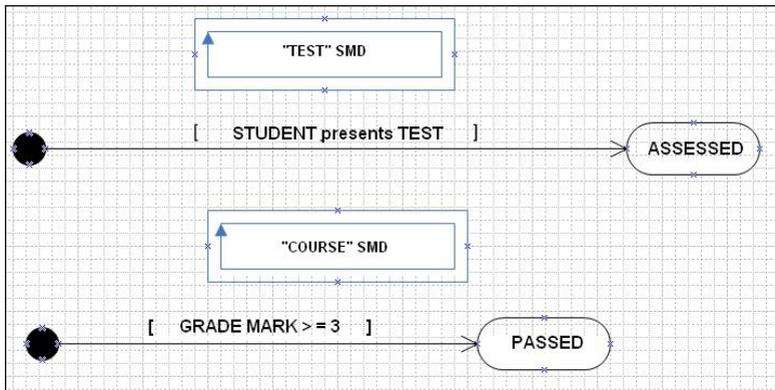 "TEST" SMD
[ STUDENT presents TEST ]
ASSESSED
"COURSE" SMD
[ GRADE MARK > = 3 ]
PASSED